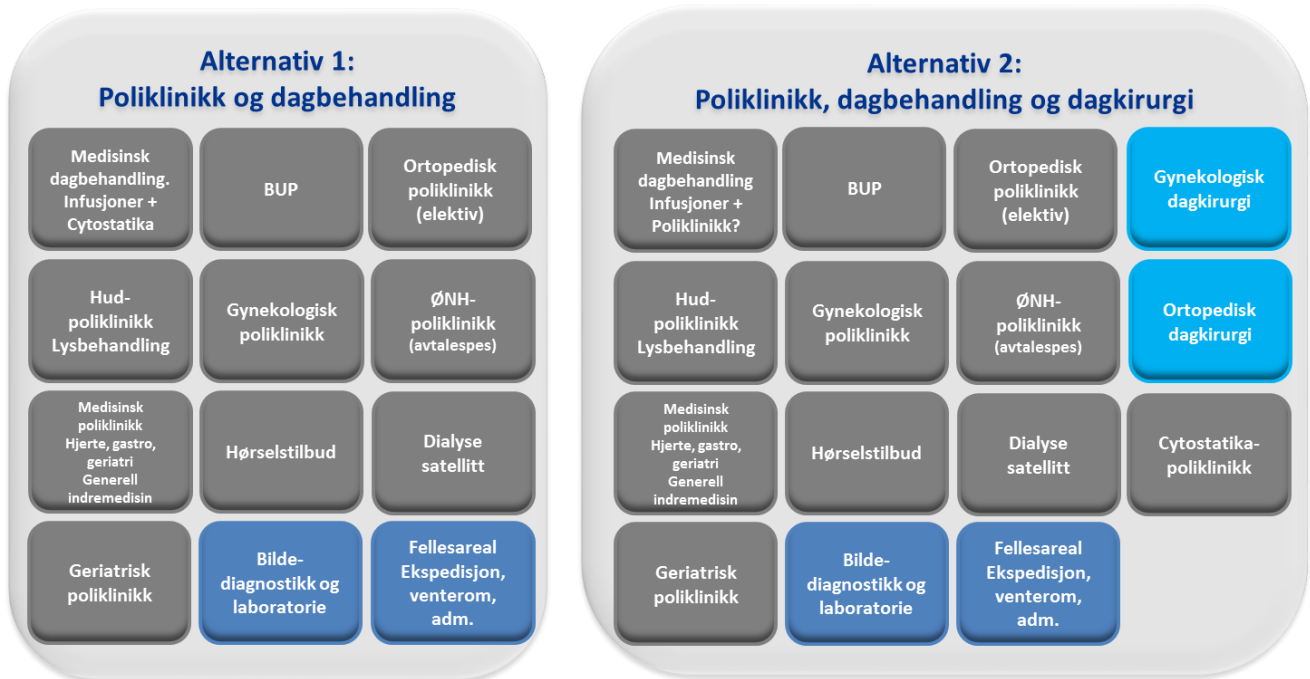 Alternativ 1:
Poliklinikk og dagbehandling
Medisinsk
dagbehandling.
Infusjoner +
Cytostatika
BUP
Ortopedisk
poliklinikk
(elektiv)
Hud-
poliklinikk
Lysbehandling
Gynekologisk
poliklinikk
ØNH-
poliklinikk
(avtalespes)
Medisinsk
poliklinikk
Hjerte, gastro,
geriatri
Generell
indremedisin
Hørselstilbud
Dialyse
satellitt
Geriatrisk
poliklinikk
Bilde-
diagnostikk og
laboratorie
Fellesareal
Ekspedisjon,
venterom,
adm.
Alternativ 2:
Poliklinikk, dagbehandling og dagkirurgi
Medisinsk
dagbehandling
Infusjoner +
Poliklinikk?
BUP
Ortopedisk
poliklinikk
(elektiv)
Gynekologisk
dagkirurgi
Hud-
poliklinikk
Lysbehandling
Gynekologisk
poliklinikk
ØNH-
poliklinikk
(avtalespes)
Ortopedisk
dagkirurgi
Medisinsk
poliklinikk
Hjerte, gastro,
geriatri
Generell
indremedisin
Hørselstilbud
Dialyse
satellitt
Cytostatika-
poliklinikk
Geriatrisk
poliklinikk
Bilde-
diagnostikk og
laboratorie
Fellesareal
Ekspedisjon,
venterom,
adm.